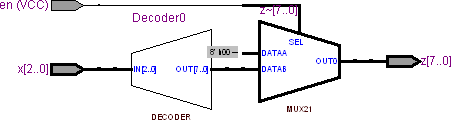 en (VCC)
Decoder0
z~[7..0]
SEL
8' h00 --
DATAA
x[2..0]
IN[2..0]
OUT[7..0]
DATAB
OUT0
z[7..0]
DECODER
MUX21